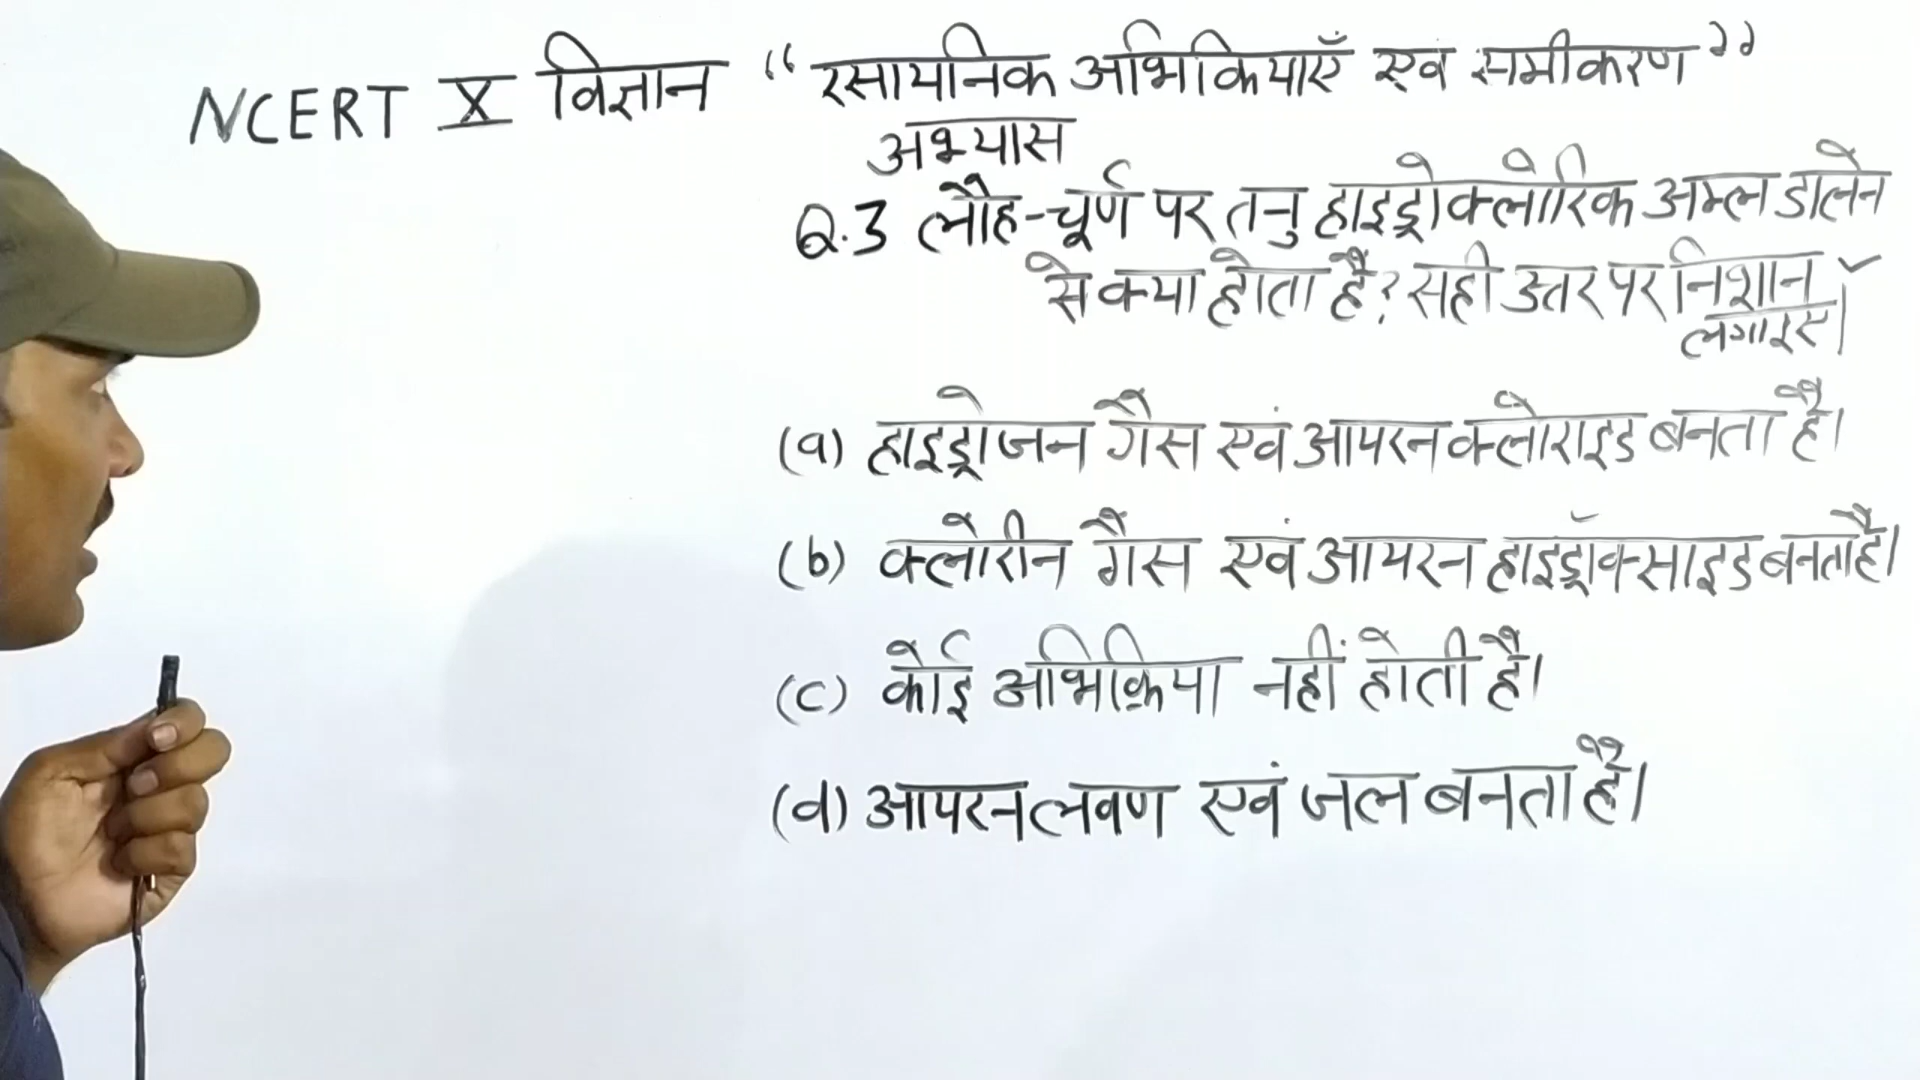 NCERT X विज्ञान “रसायनिक अभिकियाएँ एवं समीकरण”
अभ्यास
Q.3 लौह-चूर्ण पर तनु हाइड्रोक्लोरिक अम्ल डालने
से क्या होता है? सही उत्तर पर निशान ✓
लगाइए।
(a) हाइड्रोजन गैस एवं आयरन क्लोराइड बनता है।
(b) क्लोरीन गैस एवं आयरन हाइड्रॉक्साइड बनता है।
(c) कोई अभिक्रिया नहीं होती है।
(d) आयरन लवण एवं जल बनता है।